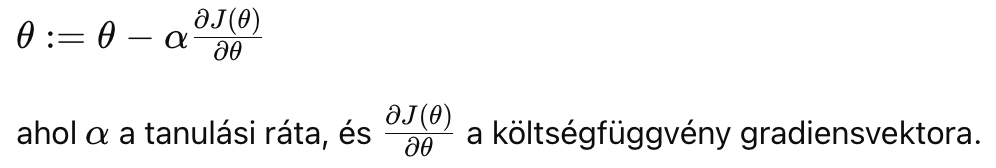 θ := θ − α ∂J(θ)/∂θ
ahol α a tanulási ráta, és ∂J(θ)/∂θ a költségfüggvény gradiensvektora.